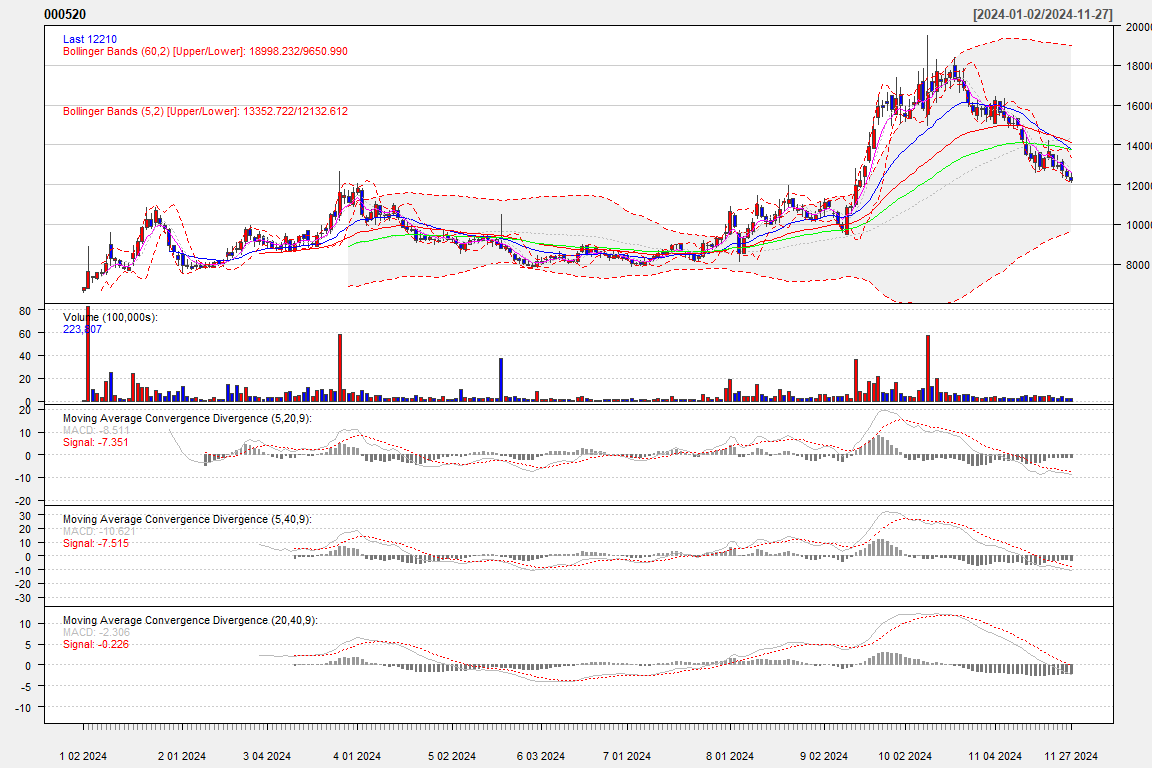 000520 [2024-01-02/2024-11-27]
Last 12210
Bollinger Bands (60,2) [Upper/Lower]: 18998.232/9650.990
Bollinger Bands (5,2) [Upper/Lower]: 13352.722/12132.612
20000
18000
16000
14000
12000
10000
8000
Volume (100,000s):
223,807
80
60
40
20
0
Moving Average Convergence Divergence (5,20,9):
MACD: -8.511
Signal: -7.351
20
10
0
-10
-20
Moving Average Convergence Divergence (5,40,9):
MACD: -10.621
Signal: -7.515
30
20
10
0
-10
-20
-30
Moving Average Convergence Divergence (20,40,9):
MACD: -2.306
Signal: -0.226
10
5
0
-5
-10
1 02 2024 2 01 2024 3 04 2024 4 01 2024 5 02 2024 6 03 2024 7 01 2024 8 01 2024 9 02 2024 10 02 2024 11 04 2024 11 27 2024